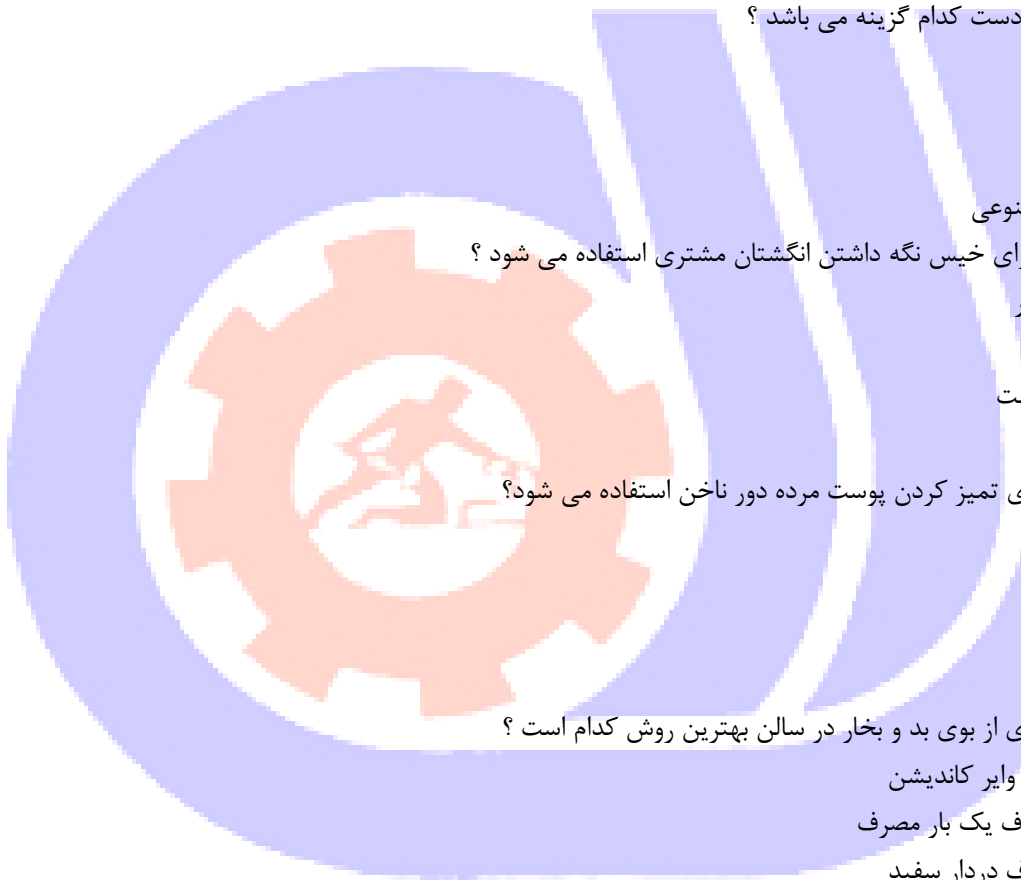 دست کدام گزینه می باشد ؟
خیس نگه داشتن انگشتان مشتری استفاده می شود ؟
تمیز کردن پوست مرده دور ناخن استفاده می شود؟
از بوی بد و بخار در سالن بهترین روش کدام است ؟
وایر کاندیشن
یک بار مصرف
دردار سفید